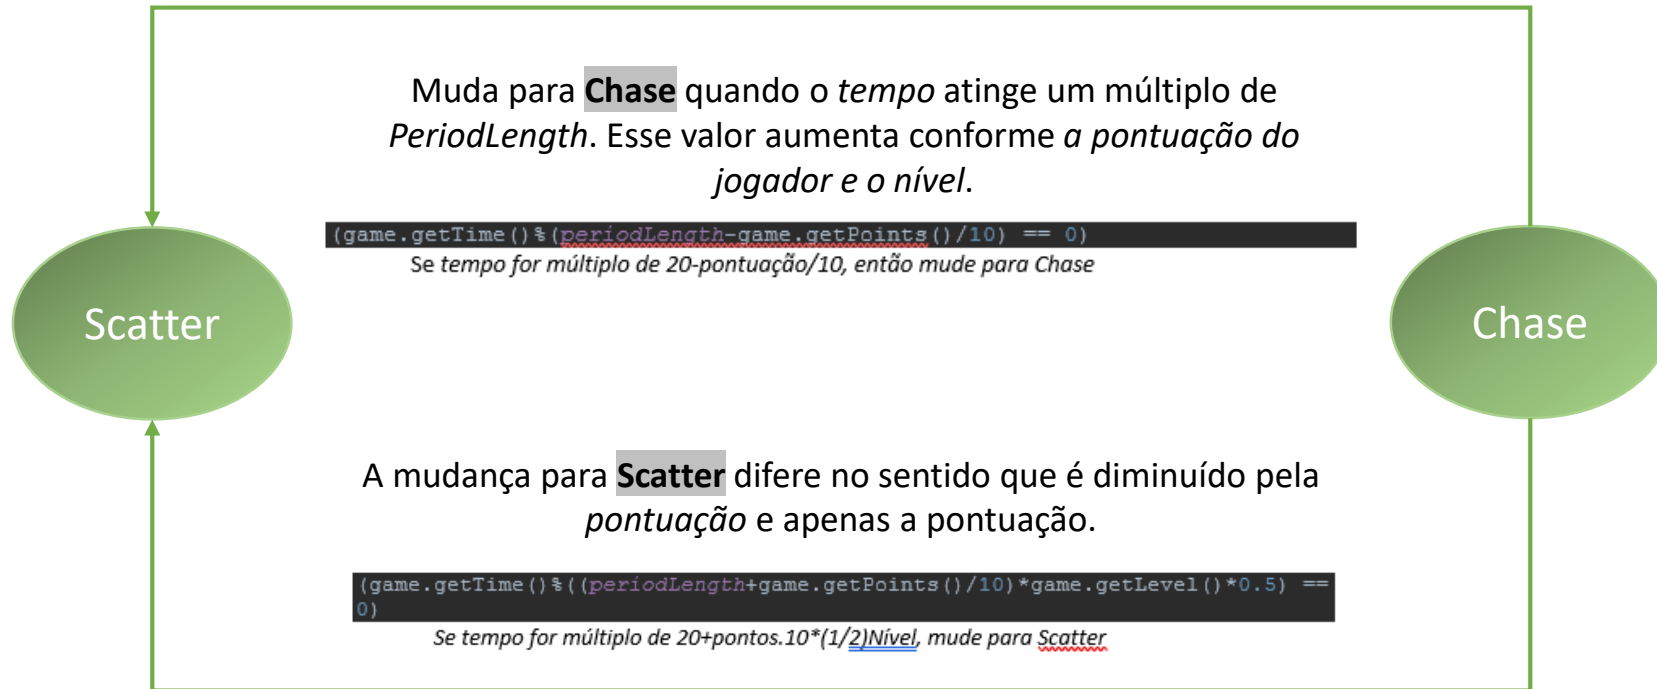 Muda para Chase quando o tempo atinge um múltiplo de
PeriodLength. Esse valor aumenta conforme a pontuação do
jogador e o nível.
(game.getTime()%(periodLength-game.getPoints()/10) == 0)
Se tempo for múltiplo de 20-pontuação/10, então mude para Chase
Scatter
Chase
A mudança para Scatter difere no sentido que é diminuído pela
pontuação e apenas a pontuação.
(game.getTime()%((periodLength+game.getPoints()/10)*game.getLevel()*0.5) ==
0)
Se tempo for múltiplo de 20+pontos.10*(1/2)Nível, mude para Scatter